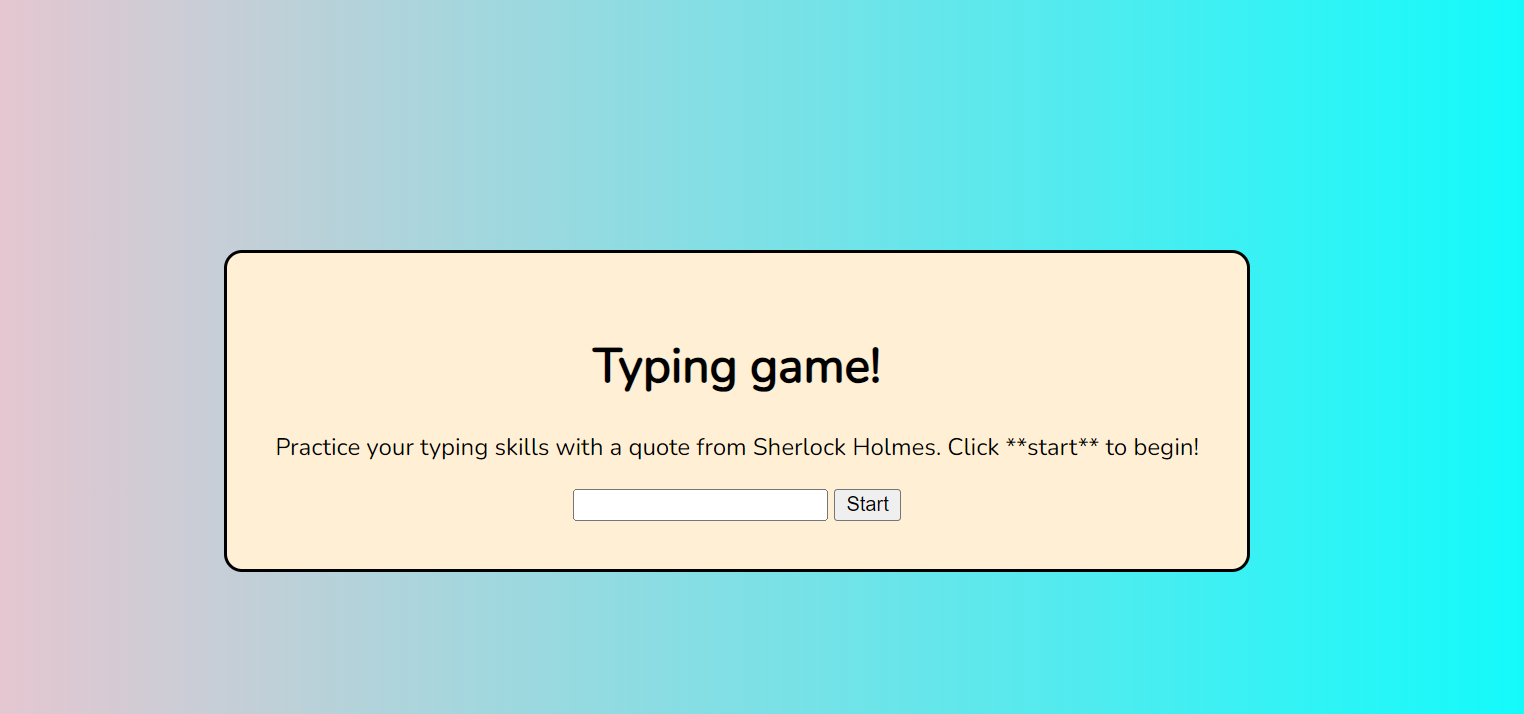 Typing game!
Practice your typing skills with a quote from Sherlock Holmes. Click **start** to begin!
Start